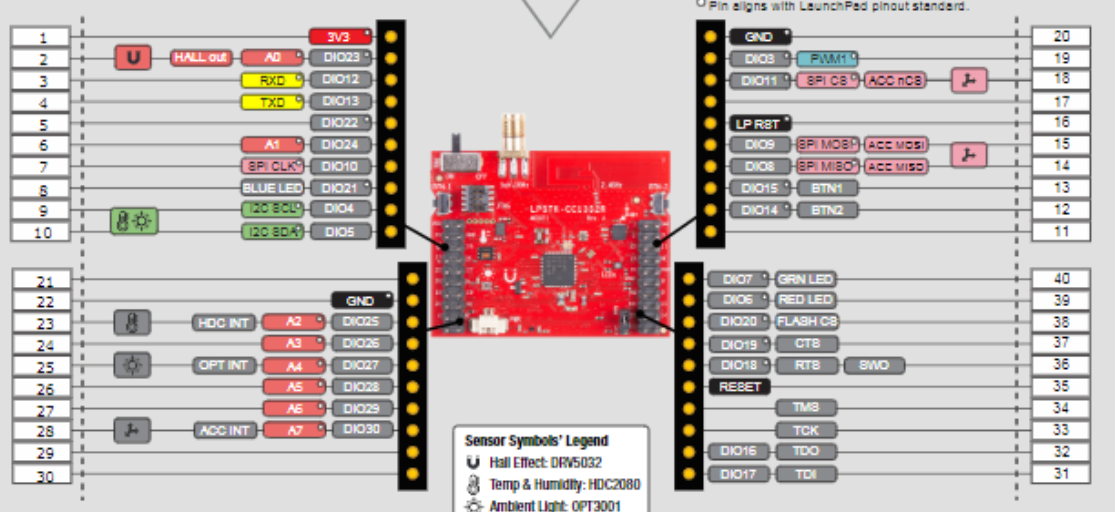 Pin aligns with LaunchPad pinout standard.
1 3V3
2 HALL out A0 DIO23
3 RXD DIO12
4 TXD DIO13
5 DIO22
6 A1 DIO24
7 SPI CLK DIO10
8 BLUE LED DIO21
9 I2C SCL DIO4
10 I2C SDA DIO5
GND 20
DIO3 PWM1 19
DIO11 SPI CS ACC nCS 18
17
LP RST 16
DIO9 SPI MOSI ACC MOSI 15
DIO8 SPI MISO ACC MISO 14
DIO15 BTN1 13
DIO14 BTN2 12
11
OFF
2.4GHz
LPSTK-CC1352R
21
22 GND
23 HDC INT A2 DIO25
24 A3 DIO26
25 OPT INT A4 DIO27
26 A5 DIO28
27 A6 DIO29
28 ACC INT A7 DIO30
29
30
DIO7 GRN LED 40
DIO6 RED LED 39
DIO20 FLASH CS 38
DIO19 CTS 37
DIO18 RTS SWO 36
RESET 35
TMS 34
TCK 33
DIO16 TDO 32
DIO17 TDI 31
Sensor Symbols' Legend
Hall Effect: DRV5032
Temp & Humidity: HDC2080
Ambient Light: OPT3001